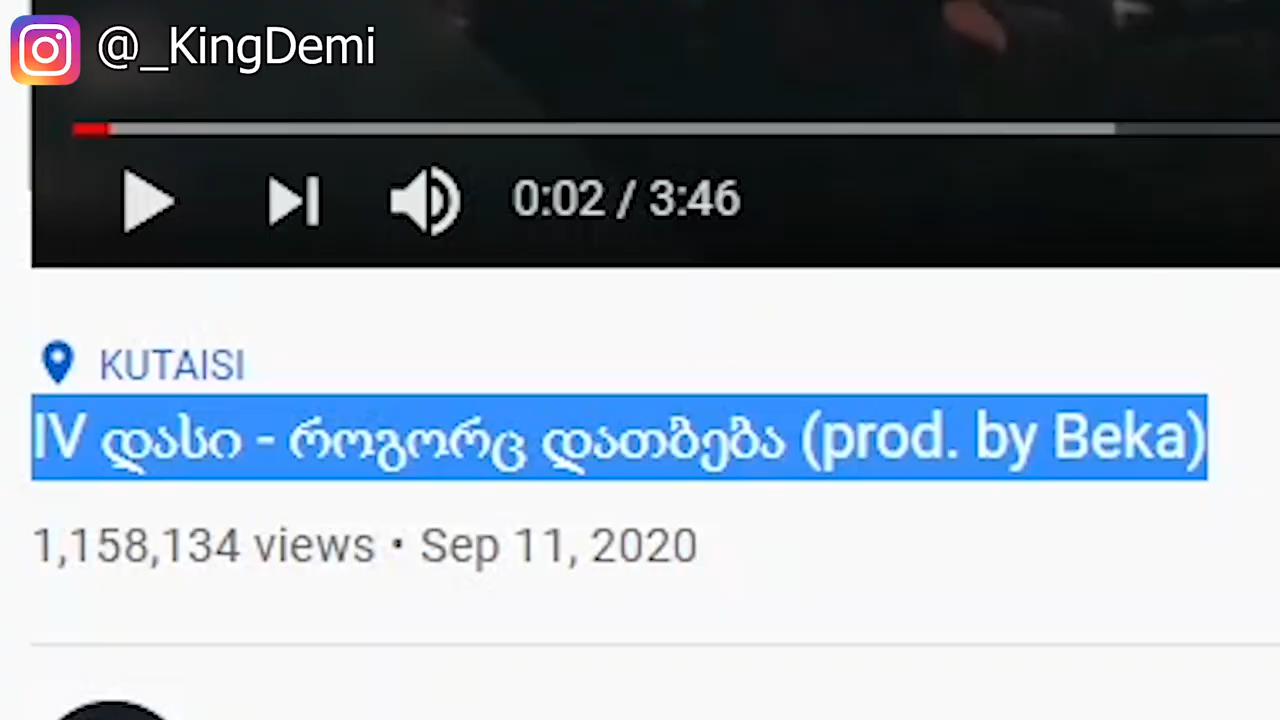 @_KingDemi
0:02 / 3:46
KUTAISI
IV დასი - როგორც დათბება (prod. by Beka)
1,158,134 views • Sep 11, 2020